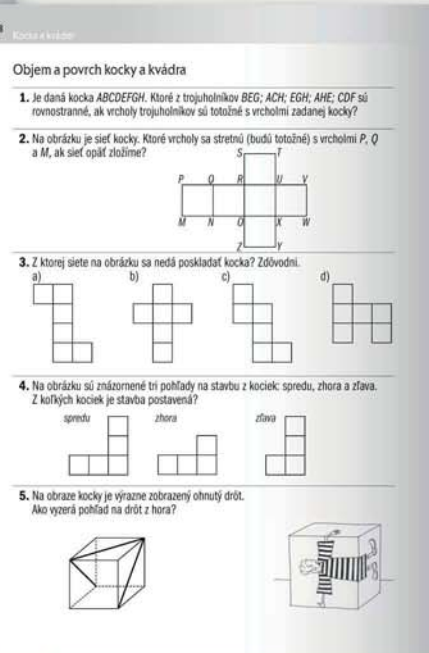 Kocka a kváder
Objem a povrch kocky a kvádra
1. Je daná kocka ABCDEFGH. Ktoré z trojuholníkov BEG; ACH; EGH; AHE; CDF sú
rovnostranné, ak vrcholy trojuholníkov sú totožné s vrcholmi zadanej kocky?
2. Na obrázku je sieť kocky. Ktoré vrcholy sa stretnú (budú totožné) s vrcholmi P, Q
a M, ak sieť opäť zložíme?
S T
P Q R U V
M N O X W
Z Y
3. Z ktorej siete na obrázku sa nedá poskladať kocka? Zdôvodni.
a) b) c) d)
4. Na obrázku sú znázornené tri pohľady na stavbu z kociek: spredu, zhora a zľava.
Z koľkých kociek je stavba postavená?
spredu zhora zľava
5. Na obraze kocky je výrazne zobrazený ohnutý drôt.
Ako vyzerá pohľad na drôt z hora?